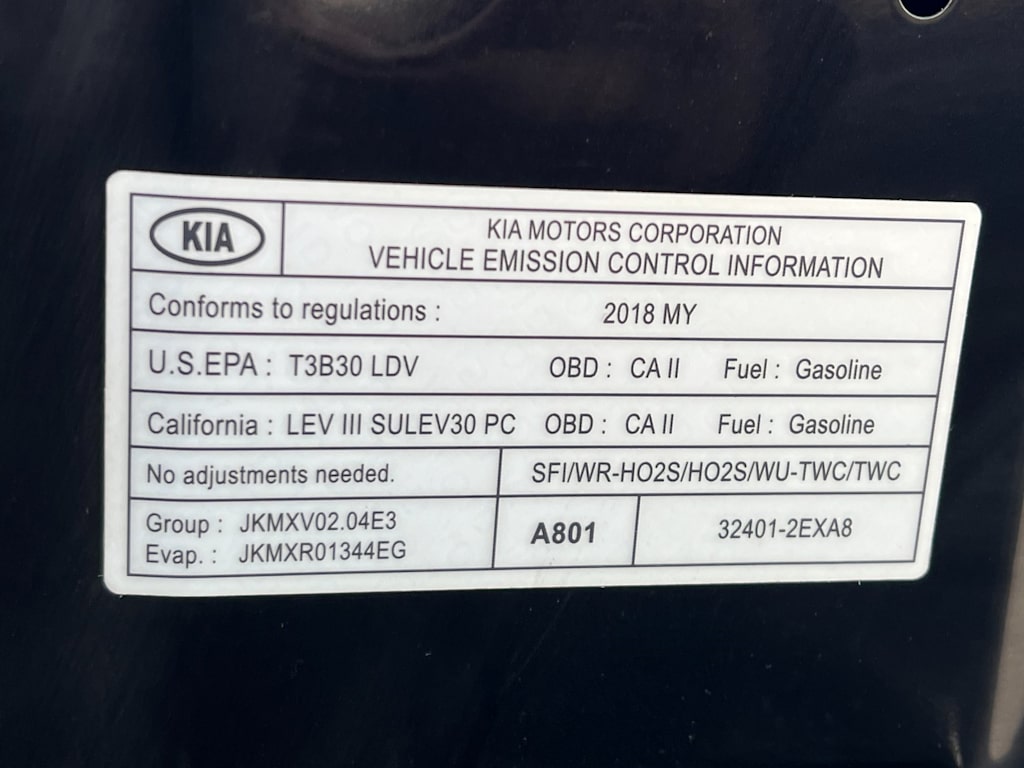 KIA
KIA MOTORS CORPORATION
VEHICLE EMISSION CONTROL INFORMATION
Conforms to regulations : 2018 MY
U.S.EPA : T3B30 LDV OBD : CA II Fuel : Gasoline
California : LEV III SULEV30 PC OBD : CA II Fuel : Gasoline
No adjustments needed. SFI/WR-HO2S/HO2S/WU-TWC/TWC
Group : JKMXV02.04E3
Evap. : JKMXR01344EG
A801
32401-2EXA8